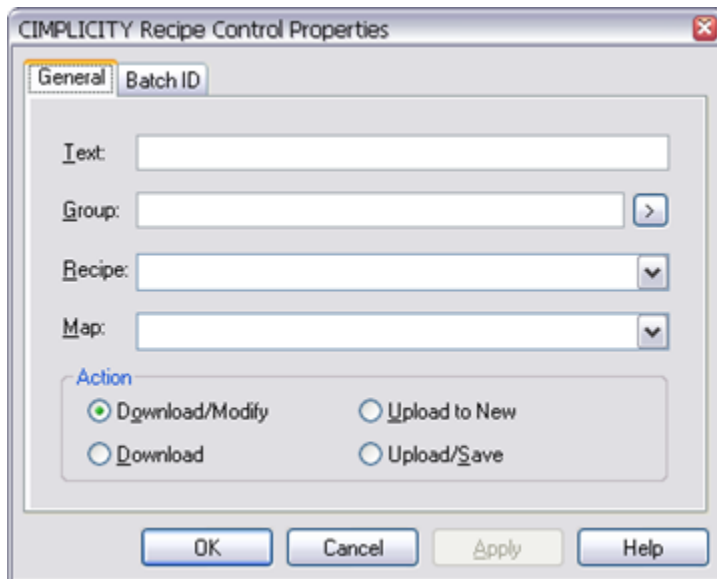 CIMPLICITY Recipe Control Properties
General Batch ID
Text:
Group: >
Recipe:
Map:
Action
Download/Modify Upload to New
Download Upload/Save
OK Cancel Apply Help